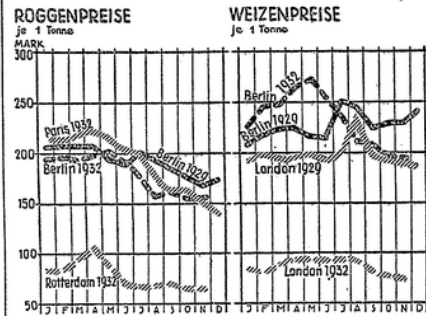 ROGGENPREISE
je 1 Tonne
MARK
300
250
200
150
100
50
Paris 1932
Berlin 1929
Berlin 1932
Rotterdam 1932
J F M A M J J A S O N D
WEIZENPREISE
je 1 Tonne
Berlin 1932
Berlin 1929
London 1929
London 1932
J F M A M J J A S O N D